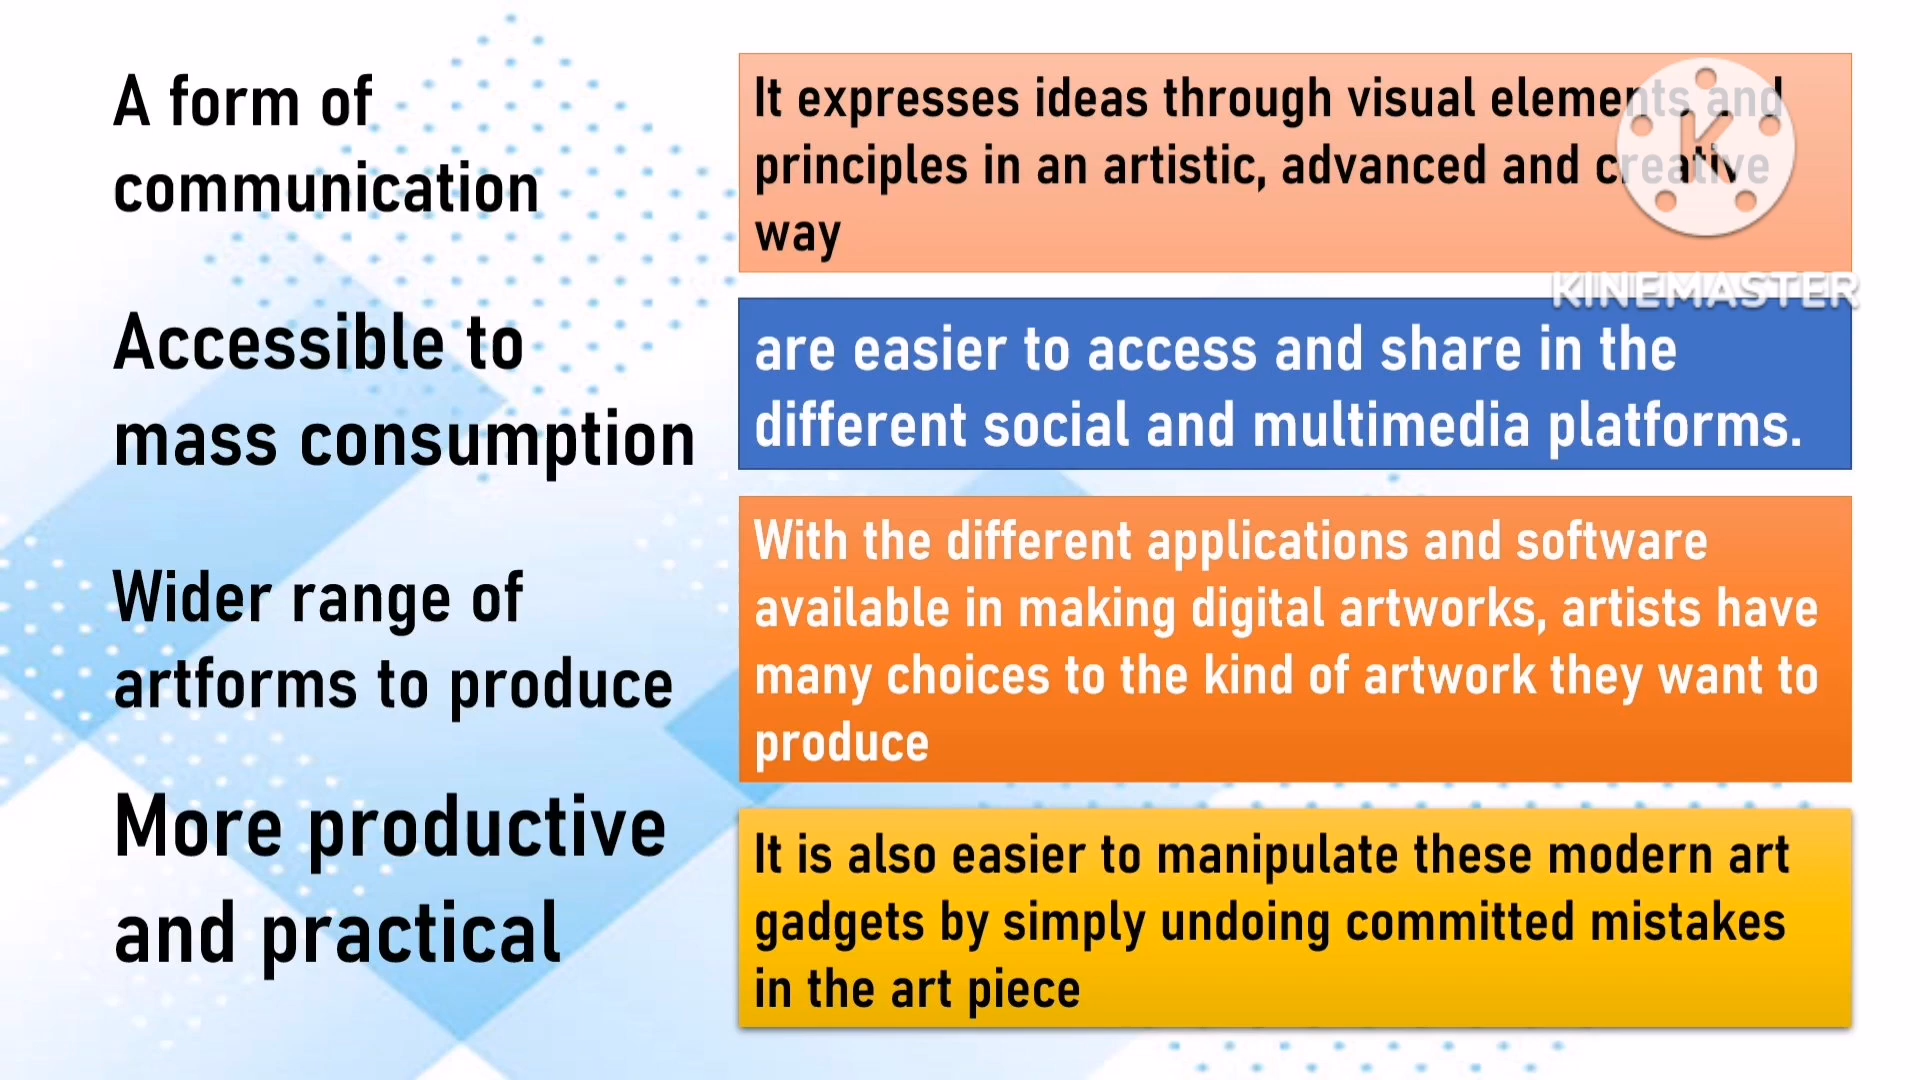 A form of
communication
It expresses ideas through visual elements and
principles in an artistic, advanced and creative
way
KINEMASTER
Accessible to
mass consumption
are easier to access and share in the
different social and multimedia platforms.
Wider range of
artforms to produce
With the different applications and software
available in making digital artworks, artists have
many choices to the kind of artwork they want to
produce
More productive
and practical
It is also easier to manipulate these modern art
gadgets by simply undoing committed mistakes
in the art piece